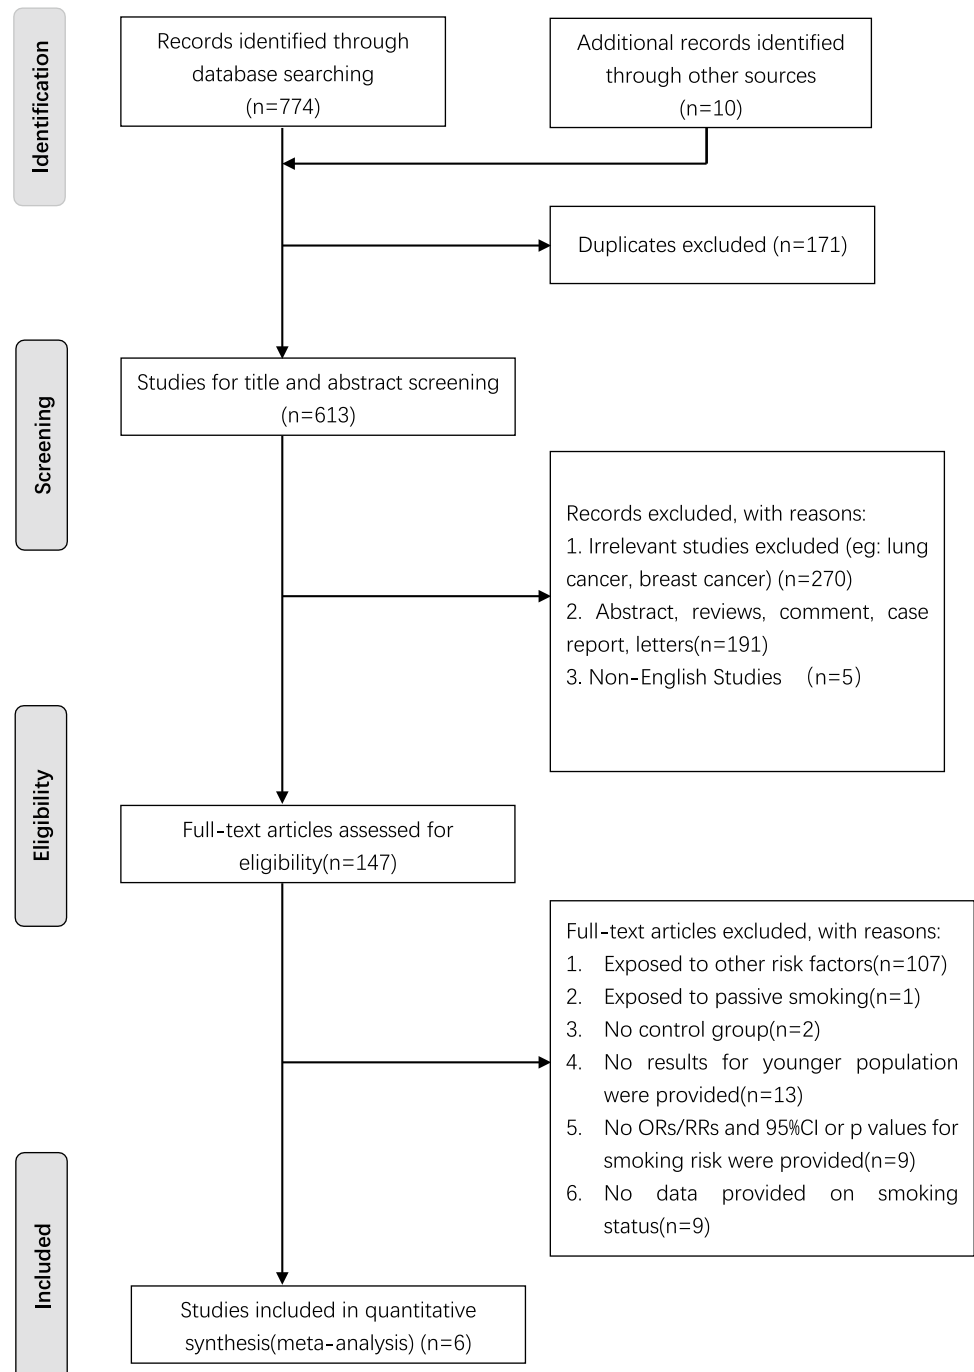 Identification
Records identified through
database searching
(n=774)
Additional records identified
through other sources
(n=10)
Duplicates excluded (n=171)
Screening
Studies for title and abstract screening
(n=613)
Records excluded, with reasons:
1. Irrelevant studies excluded (eg: lung
cancer, breast cancer) (n=270)
2. Abstract, reviews, comment, case
report, letters(n=191)
3. Non-English Studies （n=5）
Eligibility
Full-text articles assessed for
eligibility(n=147)
Full-text articles excluded, with reasons:
1. Exposed to other risk factors(n=107)
2. Exposed to passive smoking(n=1)
3. No control group(n=2)
4. No results for younger population
were provided(n=13)
5. No ORs/RRs and 95%CI or p values for
smoking risk were provided(n=9)
6. No data provided on smoking
status(n=9)
Included
Studies included in quantitative
synthesis(meta-analysis) (n=6)